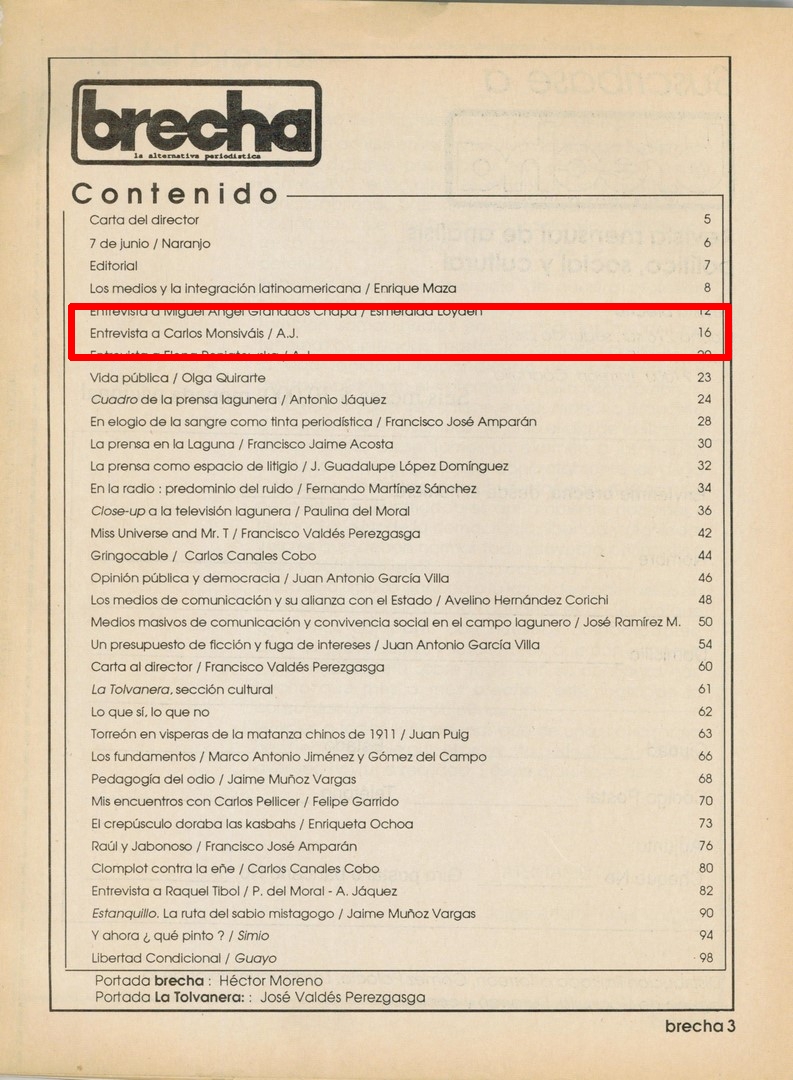 brecha
la alternativa periodística
Contenido
Carta del director 5
7 de junio / Naranjo 6
Editorial 7
Los medios y la integración latinoamericana / Enrique Maza 8
Entrevista a Miguel Angel Granados Chapa / Esmeralda Loyden 12
Entrevista a Carlos Monsiváis / A.J. 16
Entrevista a Elena Poniatowska / A.J. 20
Vida pública / Olga Quirarte 23
Cuadro de la prensa lagunera / Antonio Jáquez 24
En elogio de la sangre como tinta periodística / Francisco José Amparán 28
La prensa en la Laguna / Francisco Jaime Acosta 30
La prensa como espacio de litigio / J. Guadalupe López Domínguez 32
En la radio : predominio del ruido / Fernando Martínez Sánchez 34
Close-up a la televisión lagunera / Paulina del Moral 36
Miss Universe and Mr. T / Francisco Valdés Perezgasga 42
Gringocable / Carlos Canales Cobo 44
Opinión pública y democracia / Juan Antonio García Villa 46
Los medios de comunicación y su alianza con el Estado / Avelino Hernández Corichi 48
Medios masivos de comunicación y convivencia social en el campo lagunero / José Ramírez M. 50
Un presupuesto de ficción y fuga de intereses / Juan Antonio García Villa 54
Carta al director / Francisco Valdés Perezgasga 60
La Tolvanera, sección cultural 61
Lo que sí, lo que no 62
Torreón en visperas de la matanza chinos de 1911 / Juan Puig 63
Los fundamentos / Marco Antonio Jiménez y Gómez del Campo 66
Pedagogía del odio / Jaime Muñoz Vargas 68
Mis encuentros con Carlos Pellicer / Felipe Garrido 70
El crepúsculo doraba las kasbahs / Enriqueta Ochoa 73
Raúl y Jabonoso / Francisco José Amparán 76
Clomplot contra la eñe / Carlos Canales Cobo 80
Entrevista a Raquel Tibol / P. del Moral - A. Jáquez 82
Estanquillo. La ruta del sabio mistagogo / Jaime Muñoz Vargas 90
Y ahora ¿ qué pinto ? / Simio 94
Libertad Condicional / Guayo 98
Portada brecha : Héctor Moreno
Portada La Tolvanera: : José Valdés Perezgasga
brecha 3